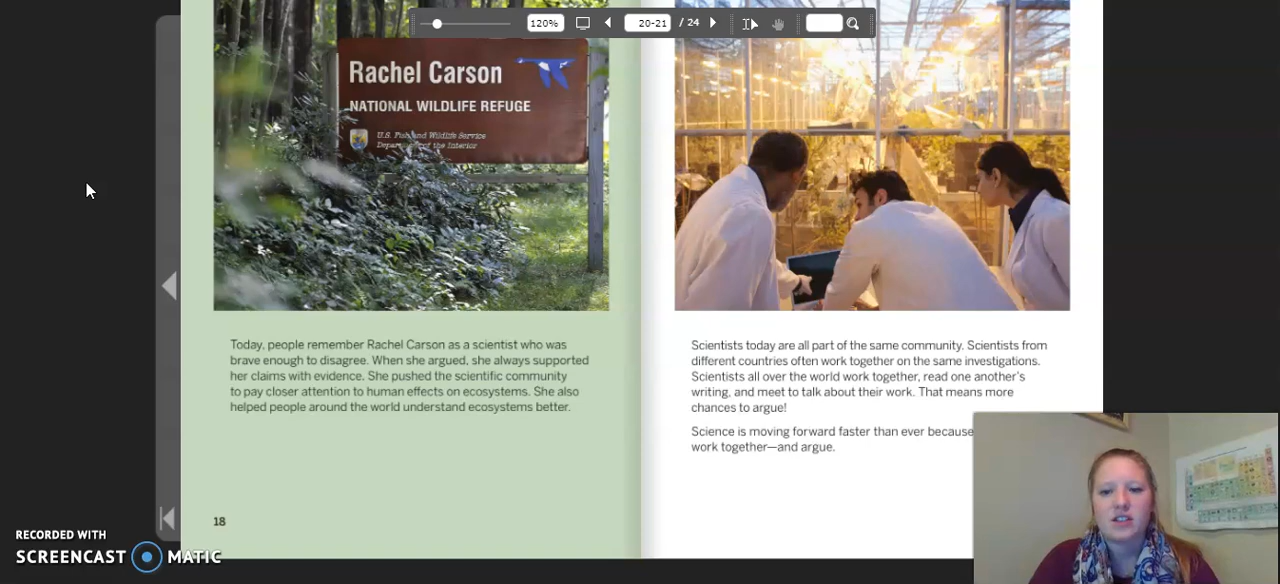 120%
20-21
/ 24
Rachel Carson
NATIONAL WILDLIFE REFUGE
U.S. Fish and Wildlife Service
Department of the Interior
Today, people remember Rachel Carson as a scientist who was
brave enough to disagree. When she argued, she always supported
her claims with evidence. She pushed the scientific community
to pay closer attention to human effects on ecosystems. She also
helped people around the world understand ecosystems better.
18
Scientists today are all part of the same community. Scientists from
different countries often work together on the same investigations.
Scientists all over the world work together, read one another's
writing, and meet to talk about their work. That means more
chances to argue!
Science is moving forward faster than ever because
work together—and argue.
RECORDED WITH
SCREENCAST MATIC